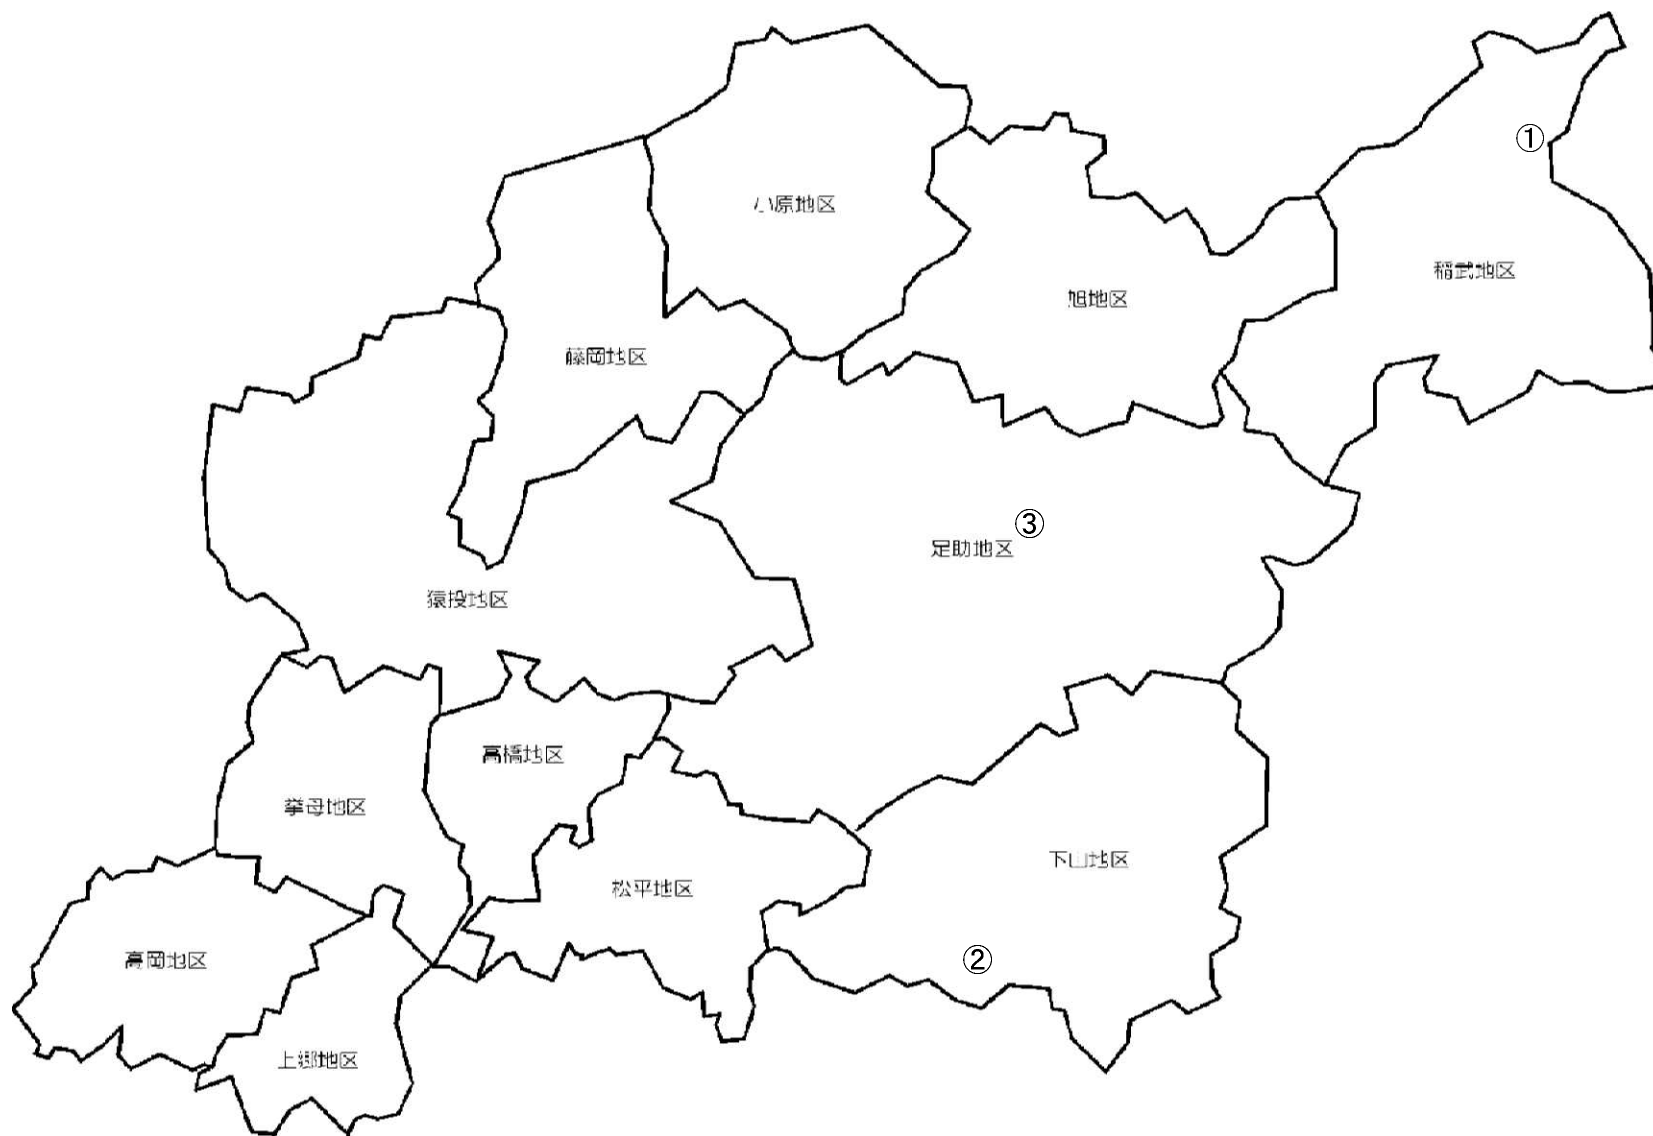 ①
小原地区
稲武地区
旭地区
藤岡地区
③
足助地区
猿投地区
高橋地区
挙母地区
下山地区
松平地区
②
高岡地区
上郷地区